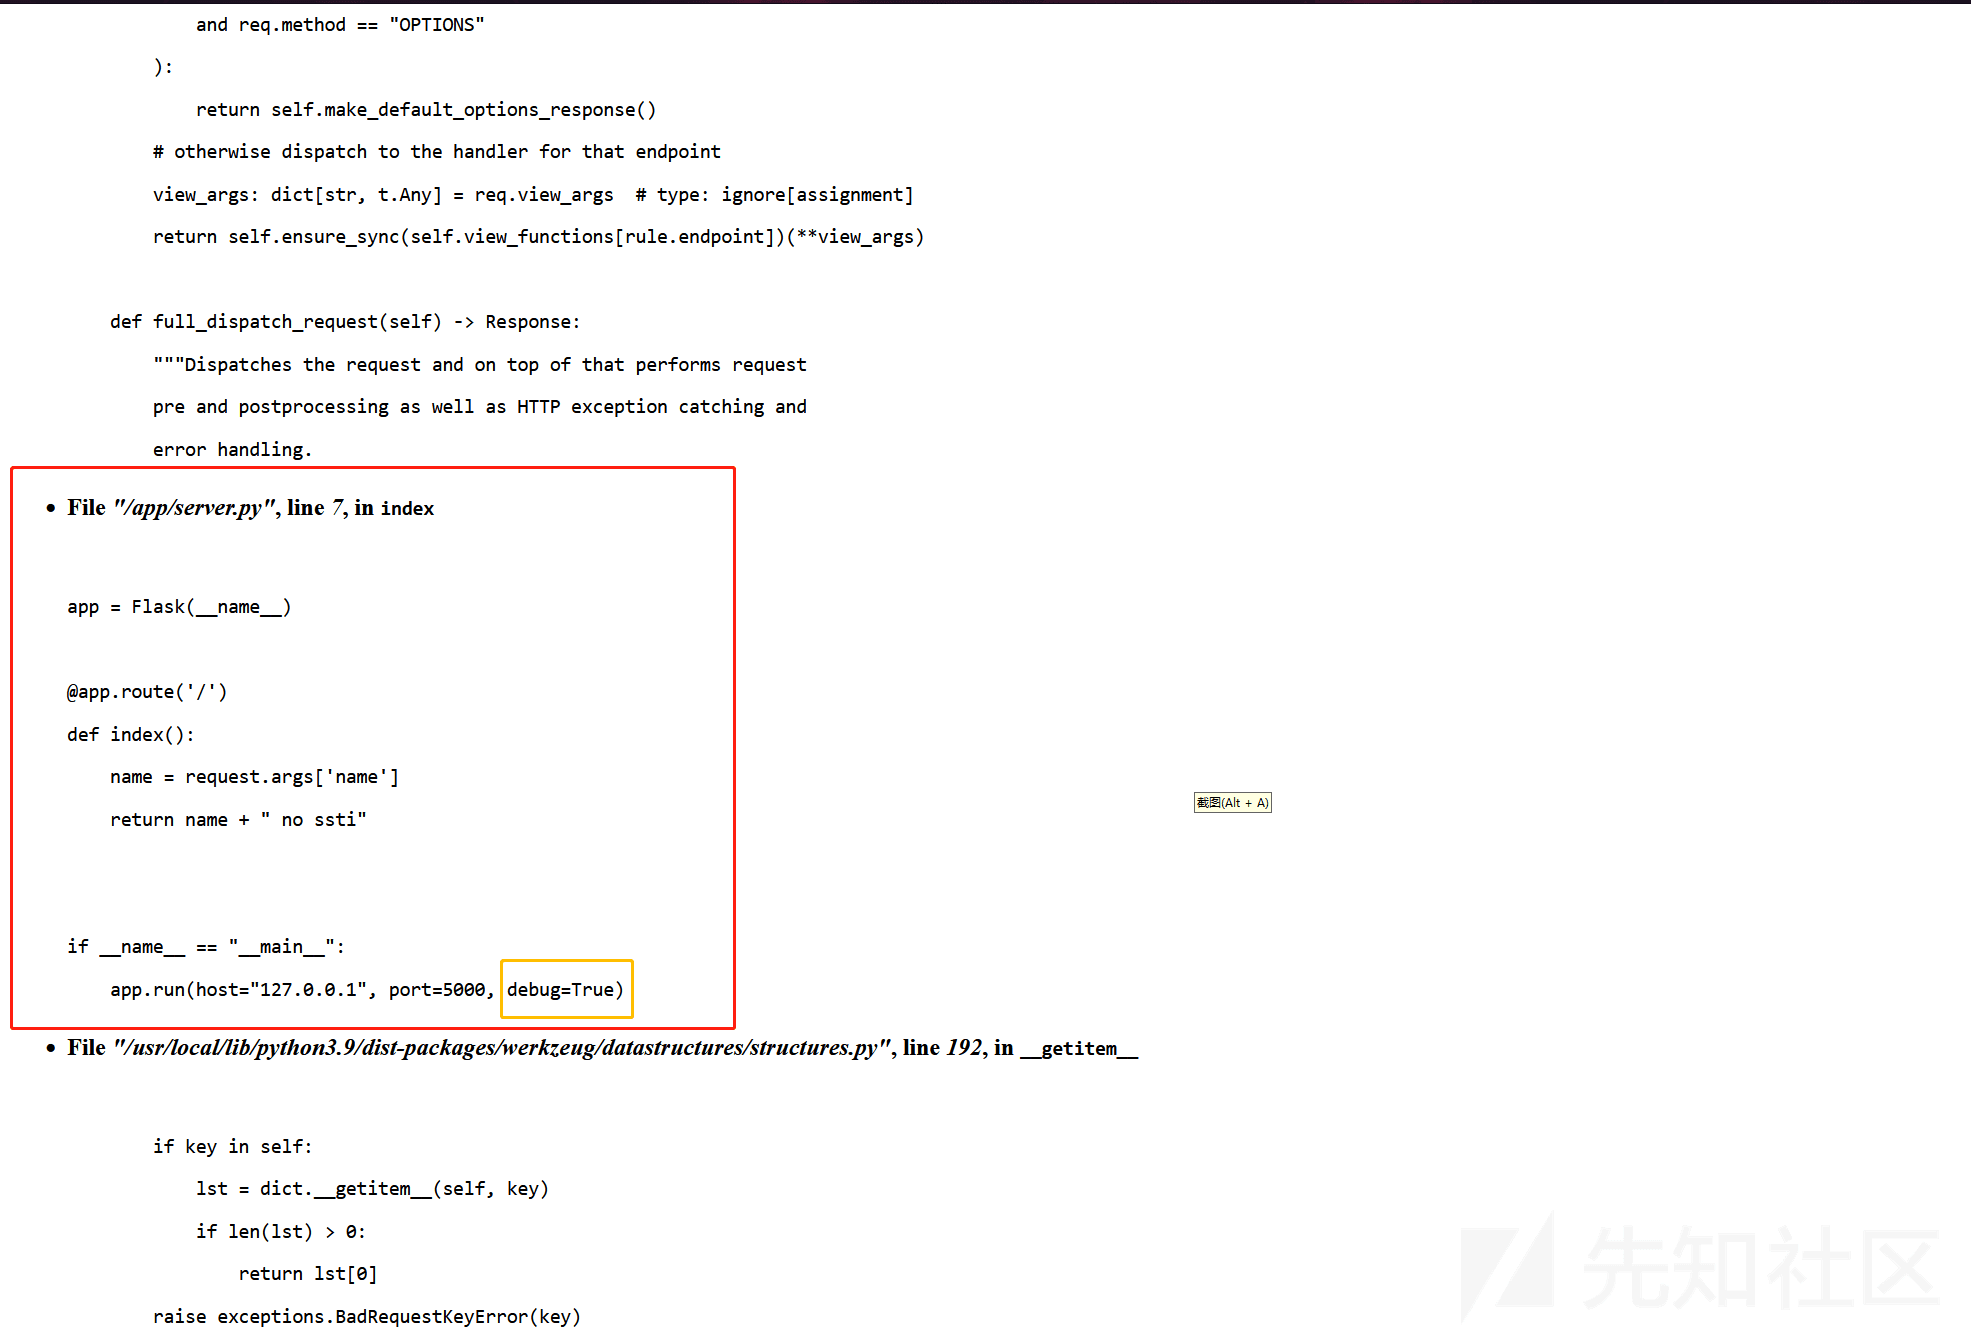 and req.method == "OPTIONS"
        ):
            return self.make_default_options_response()
        # otherwise dispatch to the handler for that endpoint
        view_args: dict[str, t.Any] = req.view_args  # type: ignore[assignment]
        return self.ensure_sync(self.view_functions[rule.endpoint])(**view_args)
    def full_dispatch_request(self) -> Response:
        """Dispatches the request and on top of that performs request
        pre and postprocessing as well as HTTP exception catching and
        error handling.
• File "/app/server.py", line 7, in index
app = Flask(__name__)
@app.route('/')
def index():
    name = request.args['name']
    return name + " no ssti"
截图(Alt + A)
if __name__ == "__main__":
    app.run(host="127.0.0.1", port=5000, debug=True)
• File "/usr/local/lib/python3.9/dist-packages/werkzeug/datastructures/structures.py", line 192, in __getitem__
        if key in self:
            lst = dict.__getitem__(self, key)
            if len(lst) > 0:
                return lst[0]
        raise exceptions.BadRequestKeyError(key)
先知社区